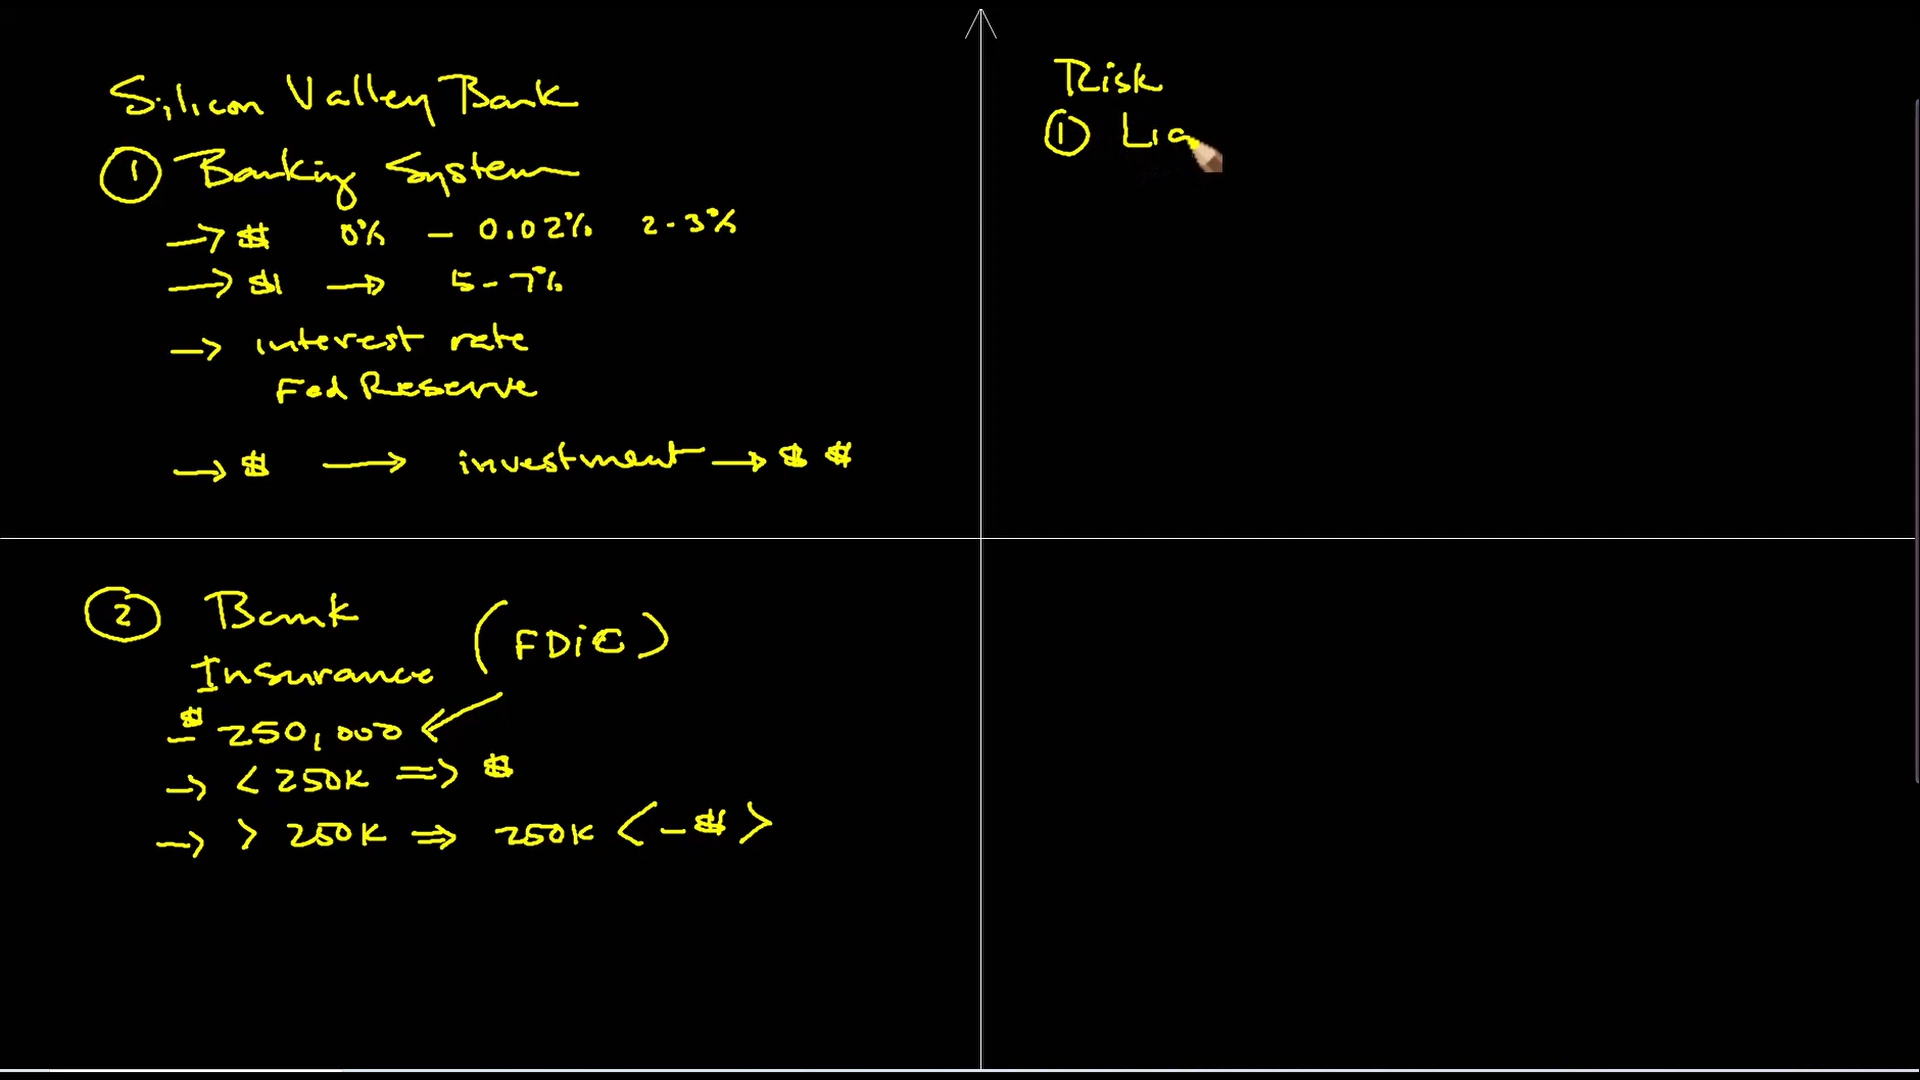 Silicon Valley Bank
① Banking System
→ $ 0% - 0.02% 2-3%
→ $ → 5-7%
→ interest rate
Fed Reserve
→ $ → investment → $ $
② Bank
Insurance (FDiC)
- $250,000 ←
→ < 250K => $
→ > 250K => 250K <-$>
Risk
①